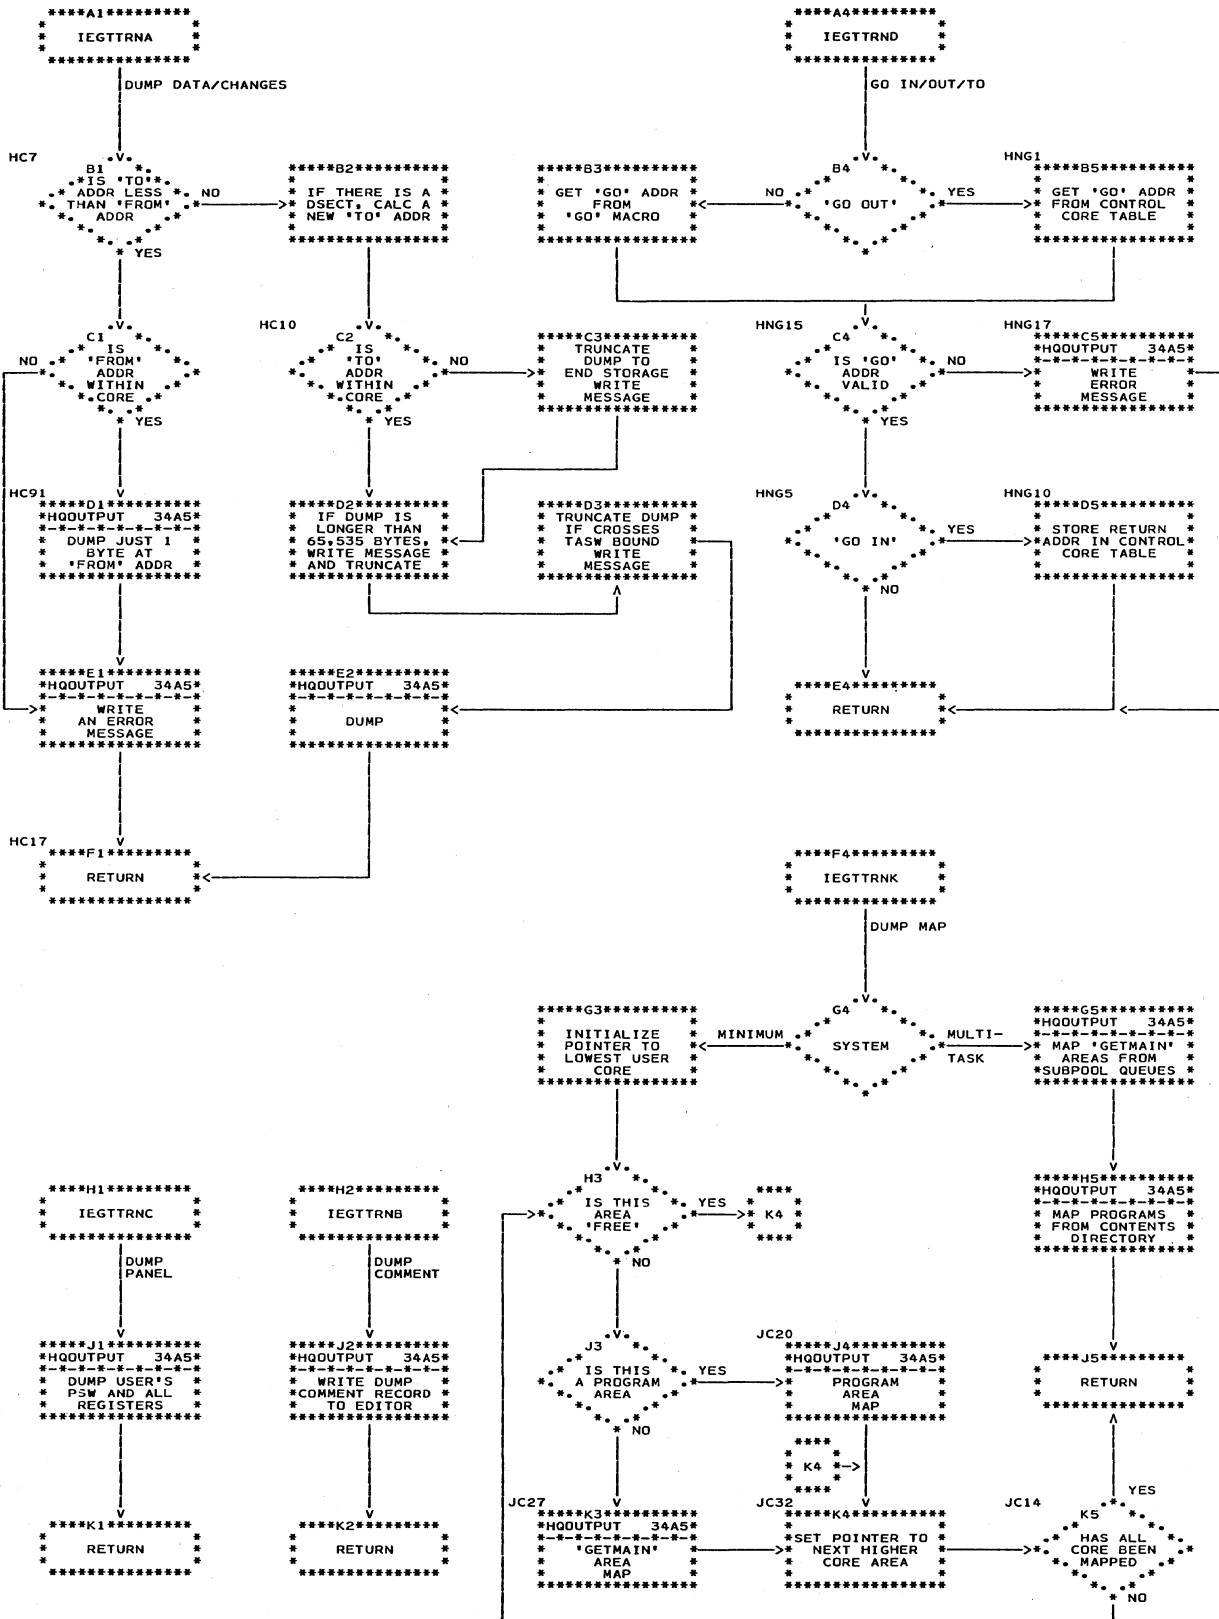 *****A1*********
IEGTTRNA
DUMP DATA/CHANGES
HC7
B1
IS 'TO'
ADDR LESS
THAN 'FROM'
ADDR
NO
YES
*****B2**********
IF THERE IS A
DSECT, CALC A
NEW 'TO' ADDR
C1
IS
'FROM'
ADDR
WITHIN
CORE
NO
YES
HC10
C2
IS
'TO'
ADDR
WITHIN
CORE
NO
YES
*****C3**********
TRUNCATE
DUMP TO
END STORAGE
WRITE
MESSAGE
HC91
*****D1**********
*HQOUTPUT 34A5*
*-*-*-*-*-*-*-*-*
DUMP JUST 1
BYTE AT
'FROM' ADDR
*****D2**********
IF DUMP IS
LONGER THAN
65,535 BYTES,
WRITE MESSAGE
AND TRUNCATE
*****D3**********
TRUNCATE DUMP
IF CROSSES
TASW BOUND
WRITE
MESSAGE
*****E1**********
*HQOUTPUT 34A5*
*-*-*-*-*-*-*-*-*
WRITE
AN ERROR
MESSAGE
*****E2**********
*HQOUTPUT 34A5*
*-*-*-*-*-*-*-*-*
DUMP
HC17
****F1*********
RETURN
****A4*********
IEGTTRND
GO IN/OUT/TO
B4
'GO OUT'
NO
YES
*****B3**********
GET 'GO' ADDR
FROM
'GO' MACRO
HNG1
*****B5**********
GET 'GO' ADDR
FROM CONTROL
CORE TABLE
HNG15
C4
IS 'GO'
ADDR
VALID
NO
YES
HNG17
*****C5**********
*HQOUTPUT 34A5*
*-*-*-*-*-*-*-*-*
WRITE
ERROR
MESSAGE
HNG5
D4
'GO IN'
YES
NO
HNG10
*****D5**********
STORE RETURN
ADDR IN CONTROL
CORE TABLE
****E4*********
RETURN
****F4*********
IEGTTRNK
DUMP MAP
G4
SYSTEM
MINIMUM
MULTI-
TASK
*****G3**********
INITIALIZE
POINTER TO
LOWEST USER
CORE
*****G5**********
*HQOUTPUT 34A5*
*-*-*-*-*-*-*-*-*
MAP 'GETMAIN'
AREAS FROM
*SUBPOOL QUEUES *
H3
IS THIS
AREA
'FREE'
YES
NO
****
* K4 *
****
*****H5**********
*HQOUTPUT 34A5*
*-*-*-*-*-*-*-*-*
MAP PROGRAMS
FROM CONTENTS
DIRECTORY
****H1*********
IEGTTRNC
DUMP
PANEL
****H2*********
IEGTTRNB
DUMP
COMMENT
*****J1**********
*HQOUTPUT 34A5*
*-*-*-*-*-*-*-*-*
DUMP USER'S
PSW AND ALL
REGISTERS
*****J2**********
*HQOUTPUT 34A5*
*-*-*-*-*-*-*-*-*
WRITE DUMP
*COMMENT RECORD *
TO EDITOR
J3
IS THIS
A PROGRAM
AREA
YES
NO
JC20
*****J4**********
*HQOUTPUT 34A5*
*-*-*-*-*-*-*-*-*
PROGRAM
AREA
MAP
****J5*********
RETURN
****
* K4 *
****
****K1*********
RETURN
****K2*********
RETURN
JC27
*****K3**********
*HQOUTPUT 34A5*
*-*-*-*-*-*-*-*-*
'GETMAIN'
AREA
MAP
JC32
*****K4**********
*SET POINTER TO *
NEXT HIGHER
CORE AREA
JC14
K5
HAS ALL
CORE BEEN
MAPPED
YES
NO